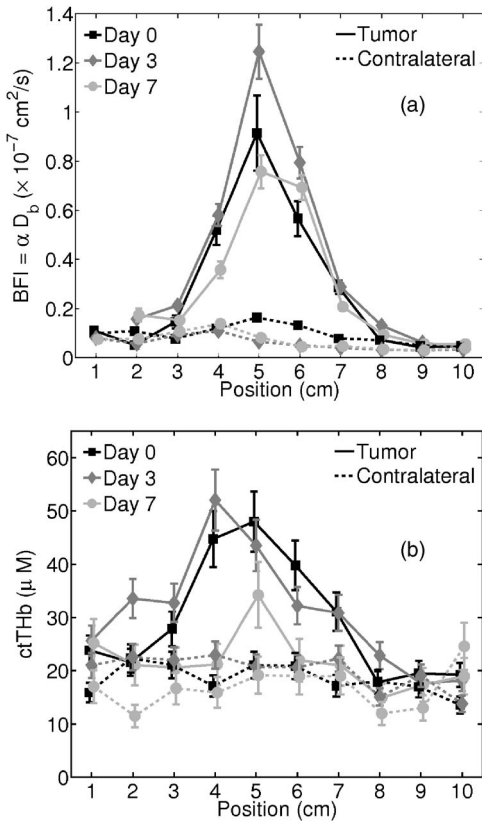 1.4
1.2
1
0.8
0.6
0.4
0.2
0
BFI = α D_b (× 10⁻⁷ cm²/s)
Day 0
Day 3
Day 7
Tumor
Contralateral
(a)
1 2 3 4 5 6 7 8 9 10
Position (cm)
60
50
40
30
20
10
0
ctTHb (μ M)
Day 0
Day 3
Day 7
Tumor
Contralateral
(b)
1 2 3 4 5 6 7 8 9 10
Position (cm)